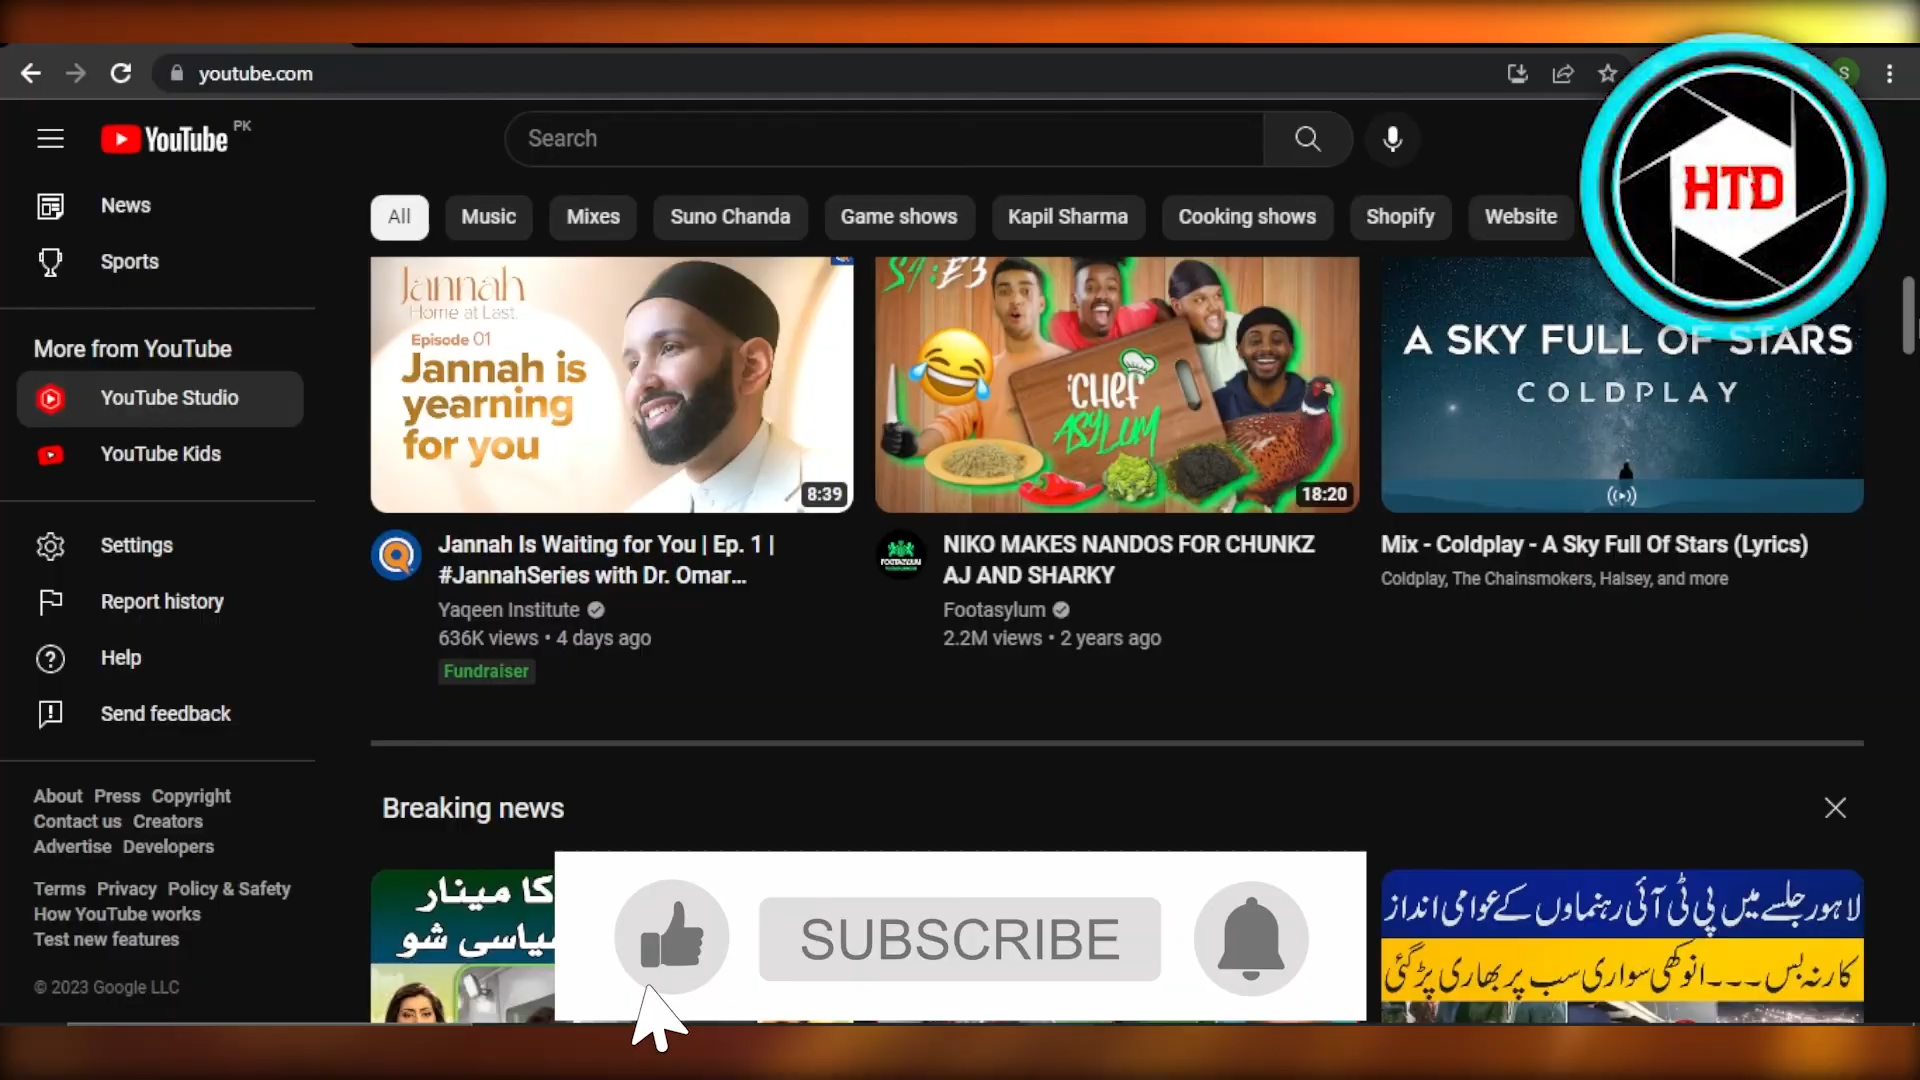 youtube.com
S
YouTube PK
Search
HTD
News
Sports
More from YouTube
YouTube Studio
YouTube Kids
Settings
Report history
Help
Send feedback
About Press Copyright
Contact us Creators
Advertise Developers
Terms Privacy Policy & Safety
How YouTube works
Test new features
© 2023 Google LLC
All
Music
Mixes
Suno Chanda
Game shows
Kapil Sharma
Cooking shows
Shopify
Website
Jannah
Home at Last.
Episode 01
Jannah is
yearning
for you
8:39
Jannah Is Waiting for You | Ep. 1 |
#JannahSeries with Dr. Omar...
Yaqeen Institute
636K views • 4 days ago
Fundraiser
S4:E3
CHEF
ASYLUM
18:20
FOOTASYLUM
NIKO MAKES NANDOS FOR CHUNKZ
AJ AND SHARKY
Footasylum
2.2M views • 2 years ago
A SKY FULL OF STARS
COLDPLAY
Mix - Coldplay - A Sky Full Of Stars (Lyrics)
Coldplay, The Chainsmokers, Halsey, and more
Breaking news
کا مینار
سیاسی شو
SUBSCRIBE
لاہور جلسے میں پی ٹی آئی رہنماوں کے عوامی انداز
کار نہ بس۔۔۔انوکھی سواری سب پر بھاری پڑ گئی